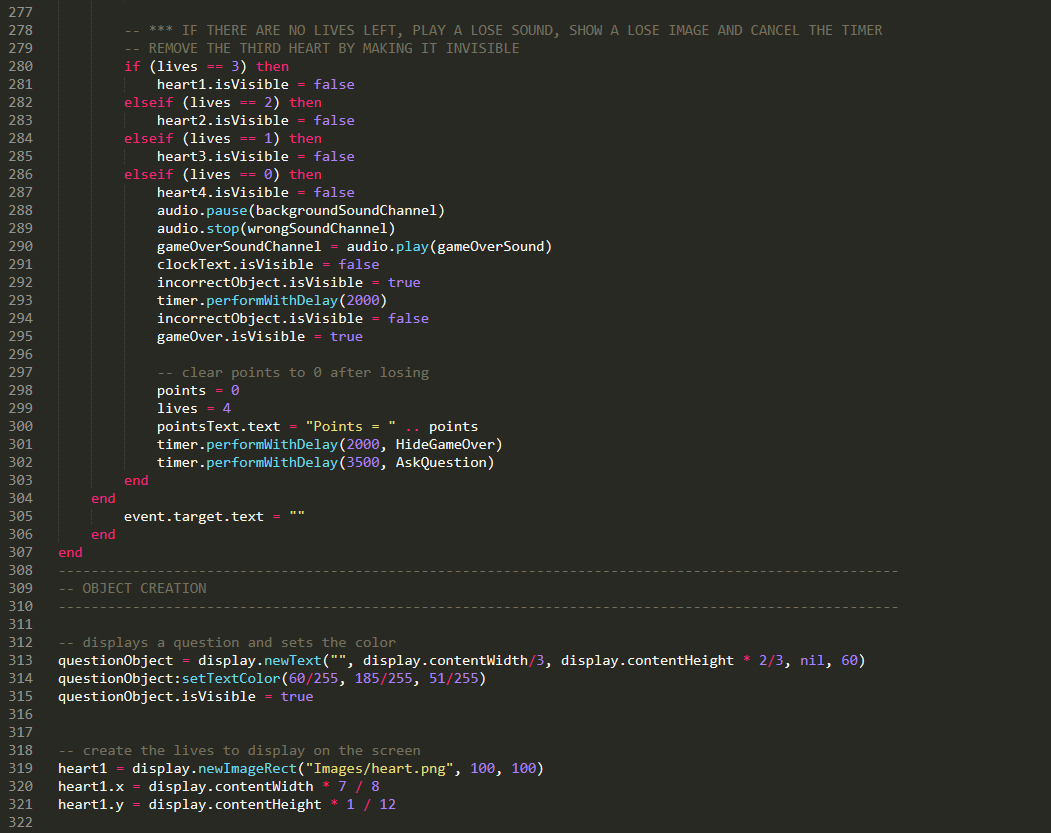 277
278 -- *** IF THERE ARE NO LIVES LEFT, PLAY A LOSE SOUND, SHOW A LOSE IMAGE AND CANCEL THE TIMER
279 -- REMOVE THE THIRD HEART BY MAKING IT INVISIBLE
280 if (lives == 3) then
281 heart1.isVisible = false
282 elseif (lives == 2) then
283 heart2.isVisible = false
284 elseif (lives == 1) then
285 heart3.isVisible = false
286 elseif (lives == 0) then
287 heart4.isVisible = false
288 audio.pause(backgroundSoundChannel)
289 audio.stop(wrongSoundChannel)
290 gameOverSoundChannel = audio.play(gameOverSound)
291 clockText.isVisible = false
292 incorrectObject.isVisible = true
293 timer.performWithDelay(2000)
294 incorrectObject.isVisible = false
295 gameOver.isVisible = true
296
297 -- clear points to 0 after losing
298 points = 0
299 lives = 4
300 pointsText.text = "Points = " .. points
301 timer.performWithDelay(2000, HideGameOver)
302 timer.performWithDelay(3500, AskQuestion)
303 end
304 end
305 event.target.text = ""
306 end
307 end
308 ------------------------------------------------------------------------------------------------------
309 -- OBJECT CREATION
310 ------------------------------------------------------------------------------------------------------
311
312 -- displays a question and sets the color
313 questionObject = display.newText("", display.contentWidth/3, display.contentHeight * 2/3, nil, 60)
314 questionObject:setTextColor(60/255, 185/255, 51/255)
315 questionObject.isVisible = true
316
317
318 -- create the lives to display on the screen
319 heart1 = display.newImageRect("Images/heart.png", 100, 100)
320 heart1.x = display.contentWidth * 7 / 8
321 heart1.y = display.contentHeight * 1 / 12
322